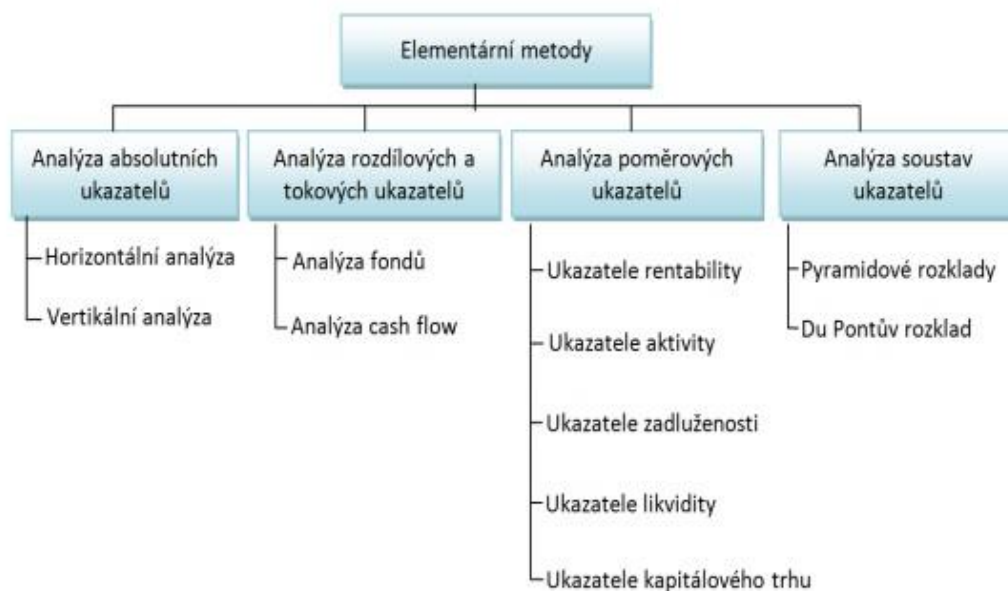 Elementární metody
Analýza absolutních
ukazatelů
Horizontální analýza
Vertikální analýza
Analýza rozdílových a
tokových ukazatelů
Analýza fondů
Analýza cash flow
Analýza poměrových
ukazatelů
Ukazatele rentability
Ukazatele aktivity
Ukazatele zadluženosti
Ukazatele likvidity
Ukazatele kapitálového trhu
Analýza soustav
ukazatelů
Pyramidové rozklady
Du Pontův rozklad